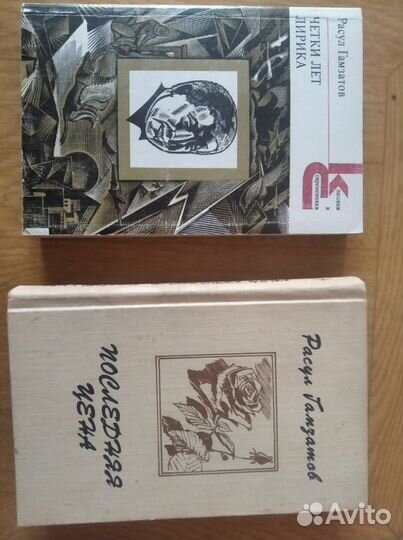 Расул Гамзатов
ЧЕТКИ ЛЕТ
ЛИРИКА
Классики
и
современники
Расул Гамзатов
ПОСЛЕДНЯЯ
ЦЕНА
Avito